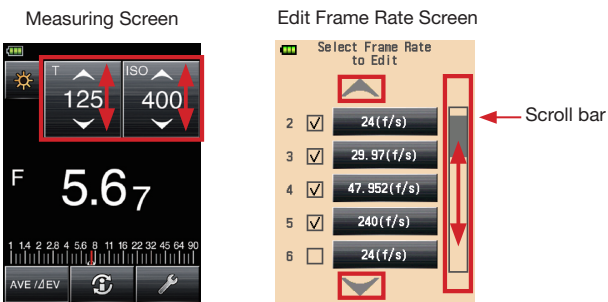 Measuring Screen
T
ISO
125
400
F
5.67
1 1.4 2 2.8 4 5.6 8 11 16 22 32 45 64 90
AVE/⊿EV
Edit Frame Rate Screen
Select Frame Rate
to Edit
2 24(f/s)
3 29.97(f/s)
4 47.952(f/s)
5 240(f/s)
6 24(f/s)
Scroll bar